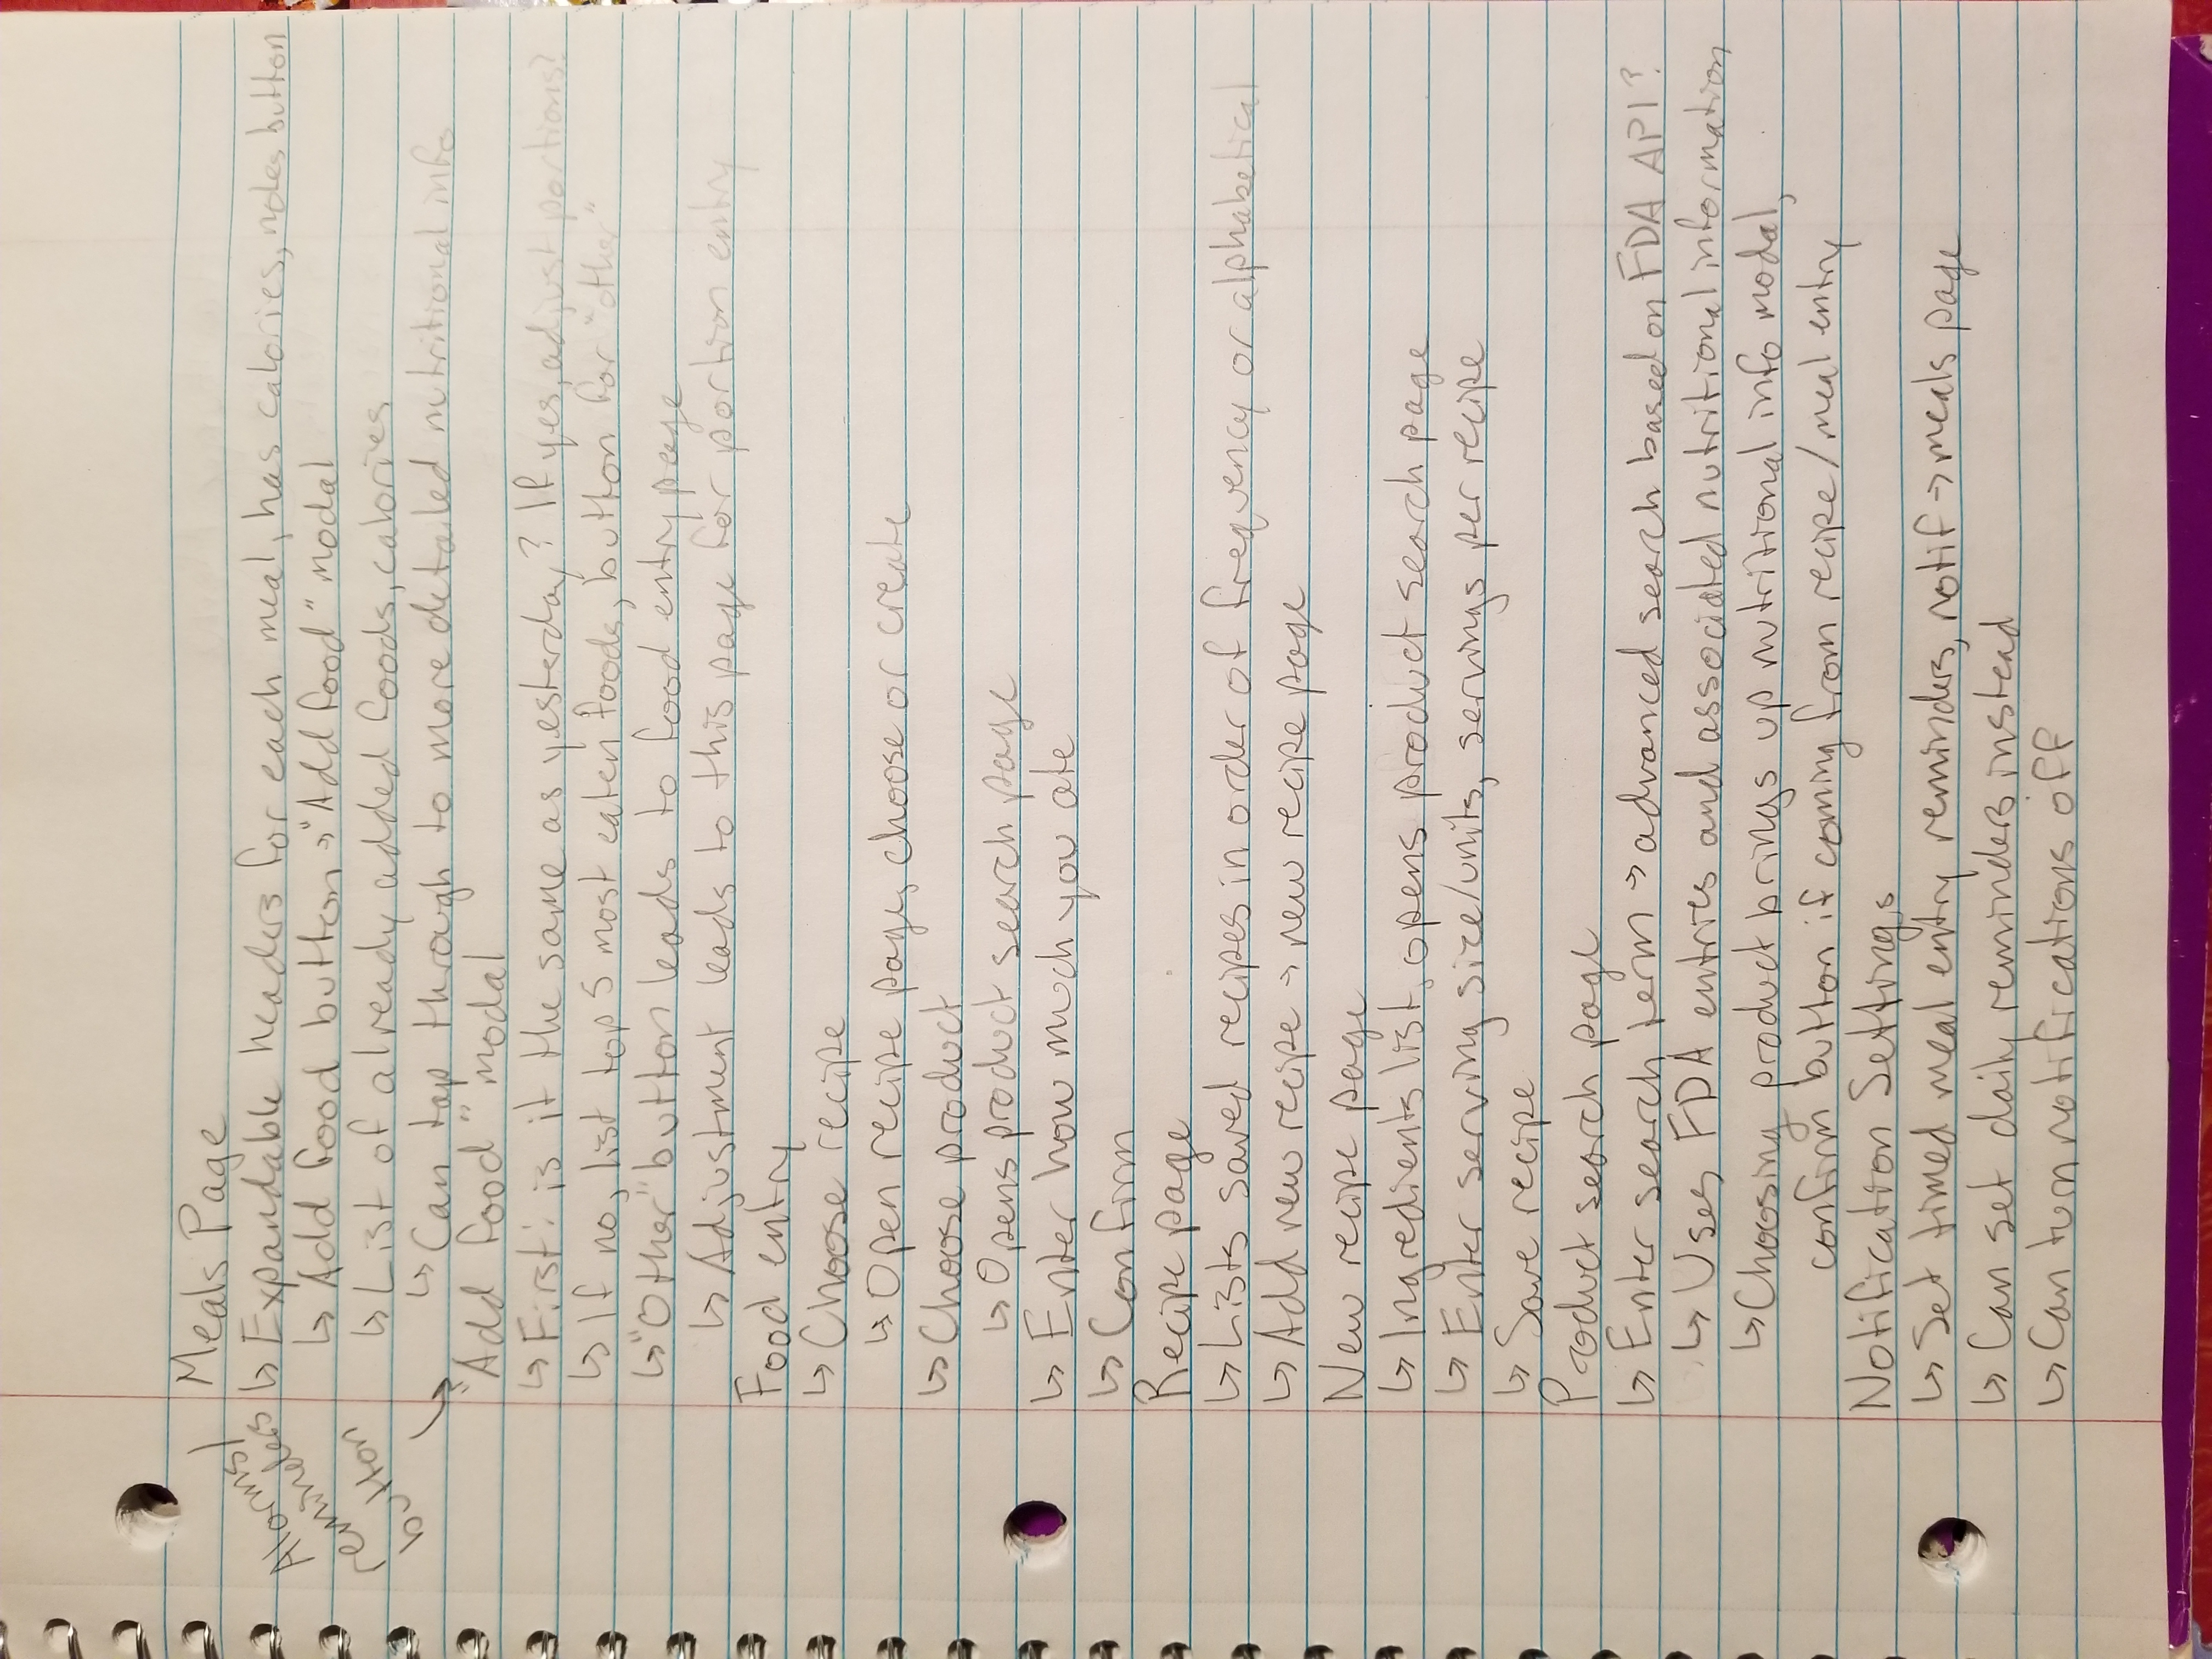 Alarms/
reminders
button
Meals Page
↳ Expandable headers for each meal, has calories, notes button
↳ Add food button → "Add food" modal
↳ List of already added foods, calories
↳ Can tap through to more detailed nutritional info
"Add food" modal
↳ First: is it the same as yesterday? If yes, adjust portions?
↳ If no, list top 5 most eaten foods, button for "other"
↳ "Other" button leads to food entry page
↳ Adjustment leads to this page for portion entry
Food entry
↳ Choose recipe
↳ Open recipe page, choose or create
↳ Choose product
↳ Opens product search page
↳ Enter how much you ate
↳ Confirm
Recipe page
↳ Lists saved recipes in order of frequency or alphabetical
↳ Add new recipe → new recipe page
New recipe page
↳ Ingredients list, opens product search page
↳ Enter serving size/units, servings per recipe
↳ Save recipe
Product search page
↳ Enter search term → advanced search based on FDA API?
↳ Uses FDA entries and associated nutritional information
↳ Choosing product brings up nutritional info modal,
confirm button if coming from recipe/meal entry
Notification Settings
↳ Set timed meal entry reminders, notif → meals page
↳ Can set daily reminders instead
↳ Can turn notifications off